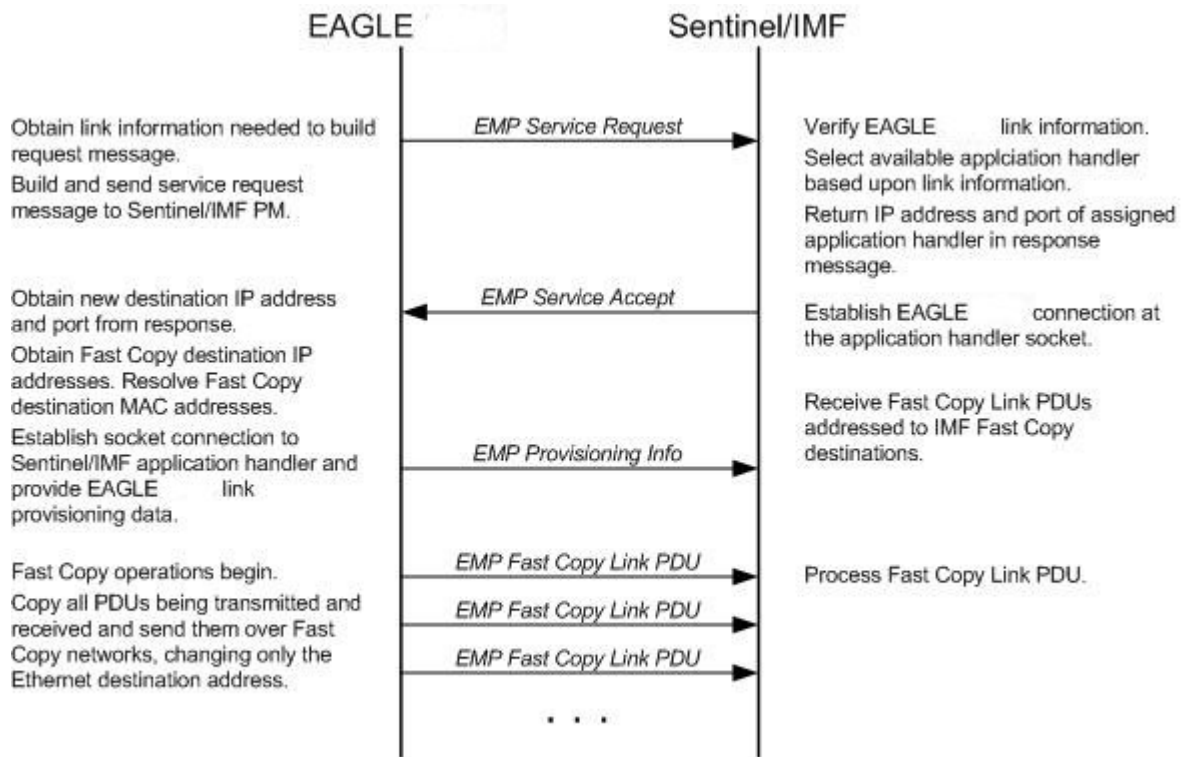 EAGLE
Sentinel/IMF
Obtain link information needed to build
request message.
Build and send service request
message to Sentinel/IMF PM.
EMP Service Request
Verify EAGLE link information.
Select available applciation handler
based upon link information.
Return IP address and port of assigned
application handler in response
message.
Obtain new destination IP address
and port from response.
Obtain Fast Copy destination IP
addresses. Resolve Fast Copy
destination MAC addresses.
Establish socket connection to
Sentinel/IMF application handler and
provide EAGLE link
provisioning data.
EMP Service Accept
Establish EAGLE connection at
the application handler socket.
Receive Fast Copy Link PDUs
addressed to IMF Fast Copy
destinations.
EMP Provisioning Info
Fast Copy operations begin.
Copy all PDUs being transmitted and
received and send them over Fast
Copy networks, changing only the
Ethernet destination address.
EMP Fast Copy Link PDU
Process Fast Copy Link PDU.
EMP Fast Copy Link PDU
EMP Fast Copy Link PDU
. . .